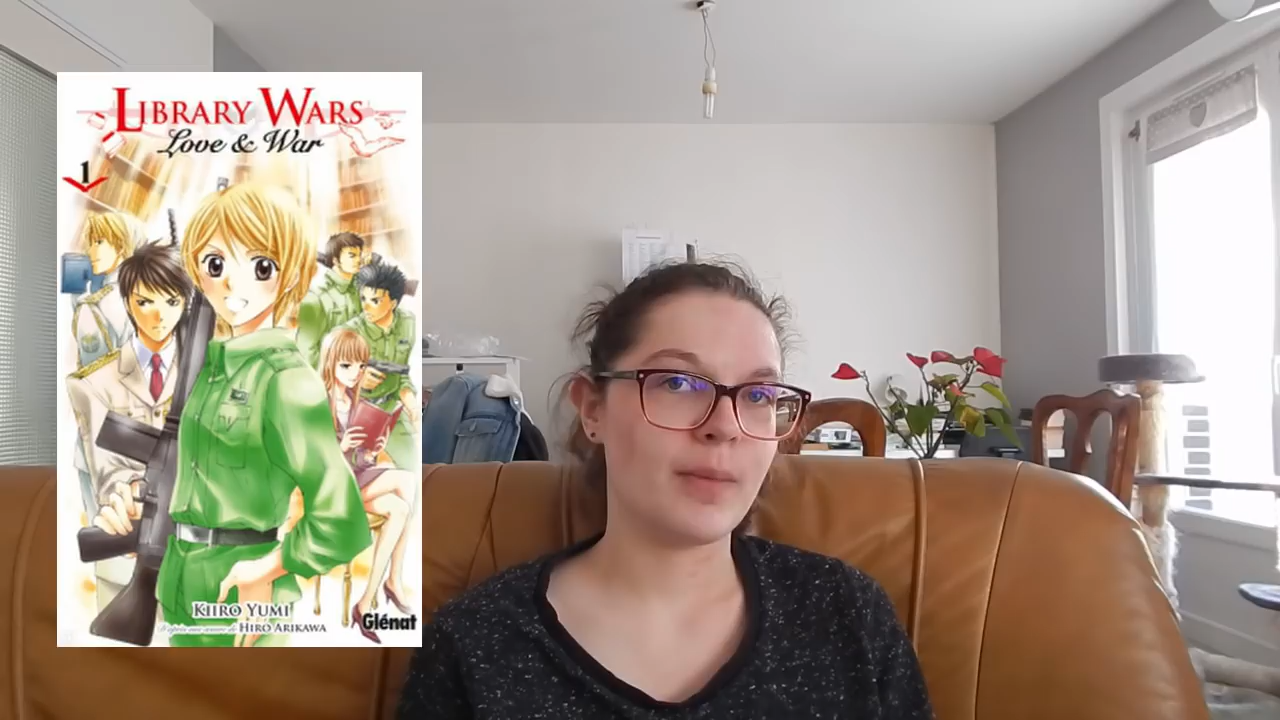 LIBRARY WARS
Love & War
1
KIIRO YUMI
D'après une œuvre de HIRO ARIKAWA
Glénat